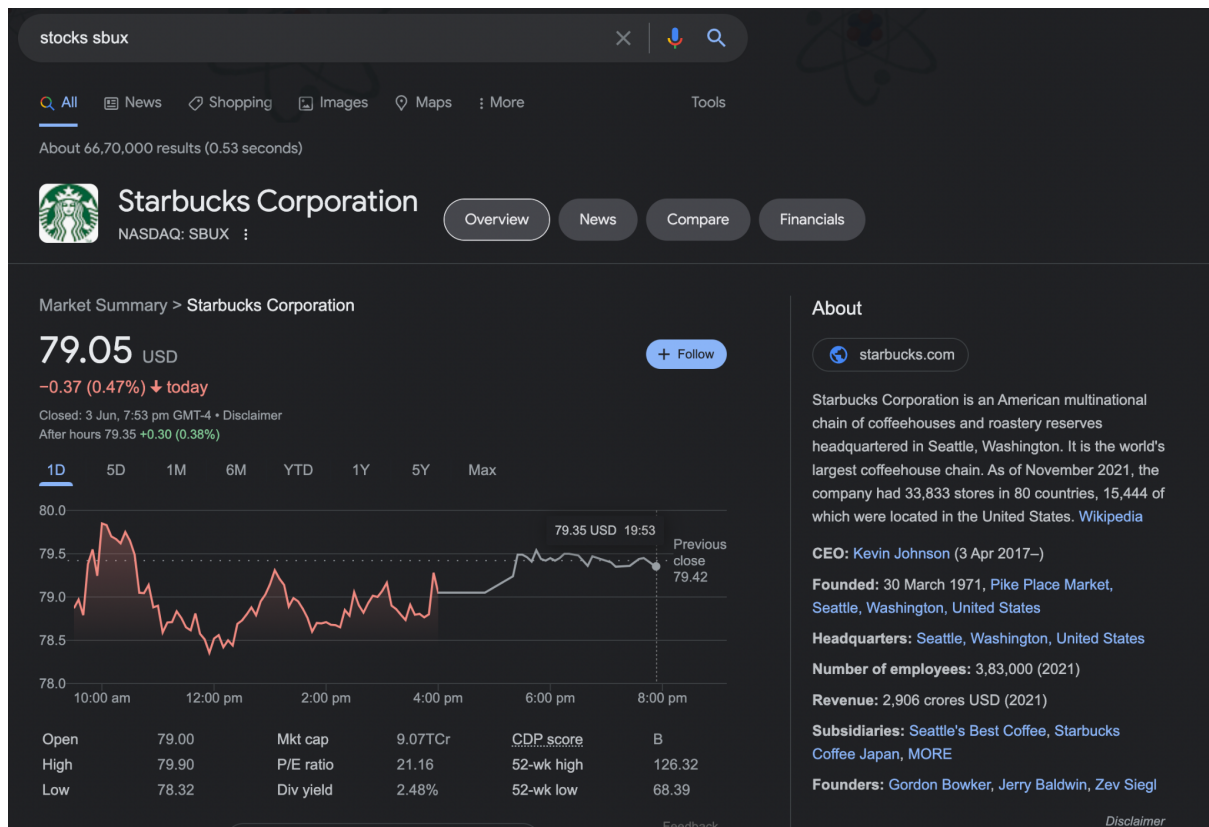 stocks sbux
All News Shopping Images Maps More Tools
About 66,70,000 results (0.53 seconds)
Starbucks Corporation
NASDAQ: SBUX
Overview News Compare Financials
Market Summary > Starbucks Corporation
79.05 USD
+ Follow
−0.37 (0.47%) ↓ today
Closed: 3 Jun, 7:53 pm GMT-4 • Disclaimer
After hours 79.35 +0.30 (0.38%)
1D 5D 1M 6M YTD 1Y 5Y Max
80.0
79.35 USD 19:53
79.5
Previous
close
79.42
79.0
78.5
78.0
10:00 am 12:00 pm 2:00 pm 4:00 pm 6:00 pm 8:00 pm
Open 79.00 Mkt cap 9.07TCr CDP score B
High 79.90 P/E ratio 21.16 52-wk high 126.32
Low 78.32 Div yield 2.48% 52-wk low 68.39
Feedback
About
starbucks.com
Starbucks Corporation is an American multinational
chain of coffeehouses and roastery reserves
headquartered in Seattle, Washington. It is the world's
largest coffeehouse chain. As of November 2021, the
company had 33,833 stores in 80 countries, 15,444 of
which were located in the United States. Wikipedia
CEO: Kevin Johnson (3 Apr 2017–)
Founded: 30 March 1971, Pike Place Market,
Seattle, Washington, United States
Headquarters: Seattle, Washington, United States
Number of employees: 3,83,000 (2021)
Revenue: 2,906 crores USD (2021)
Subsidiaries: Seattle's Best Coffee, Starbucks
Coffee Japan, MORE
Founders: Gordon Bowker, Jerry Baldwin, Zev Siegl
Disclaimer